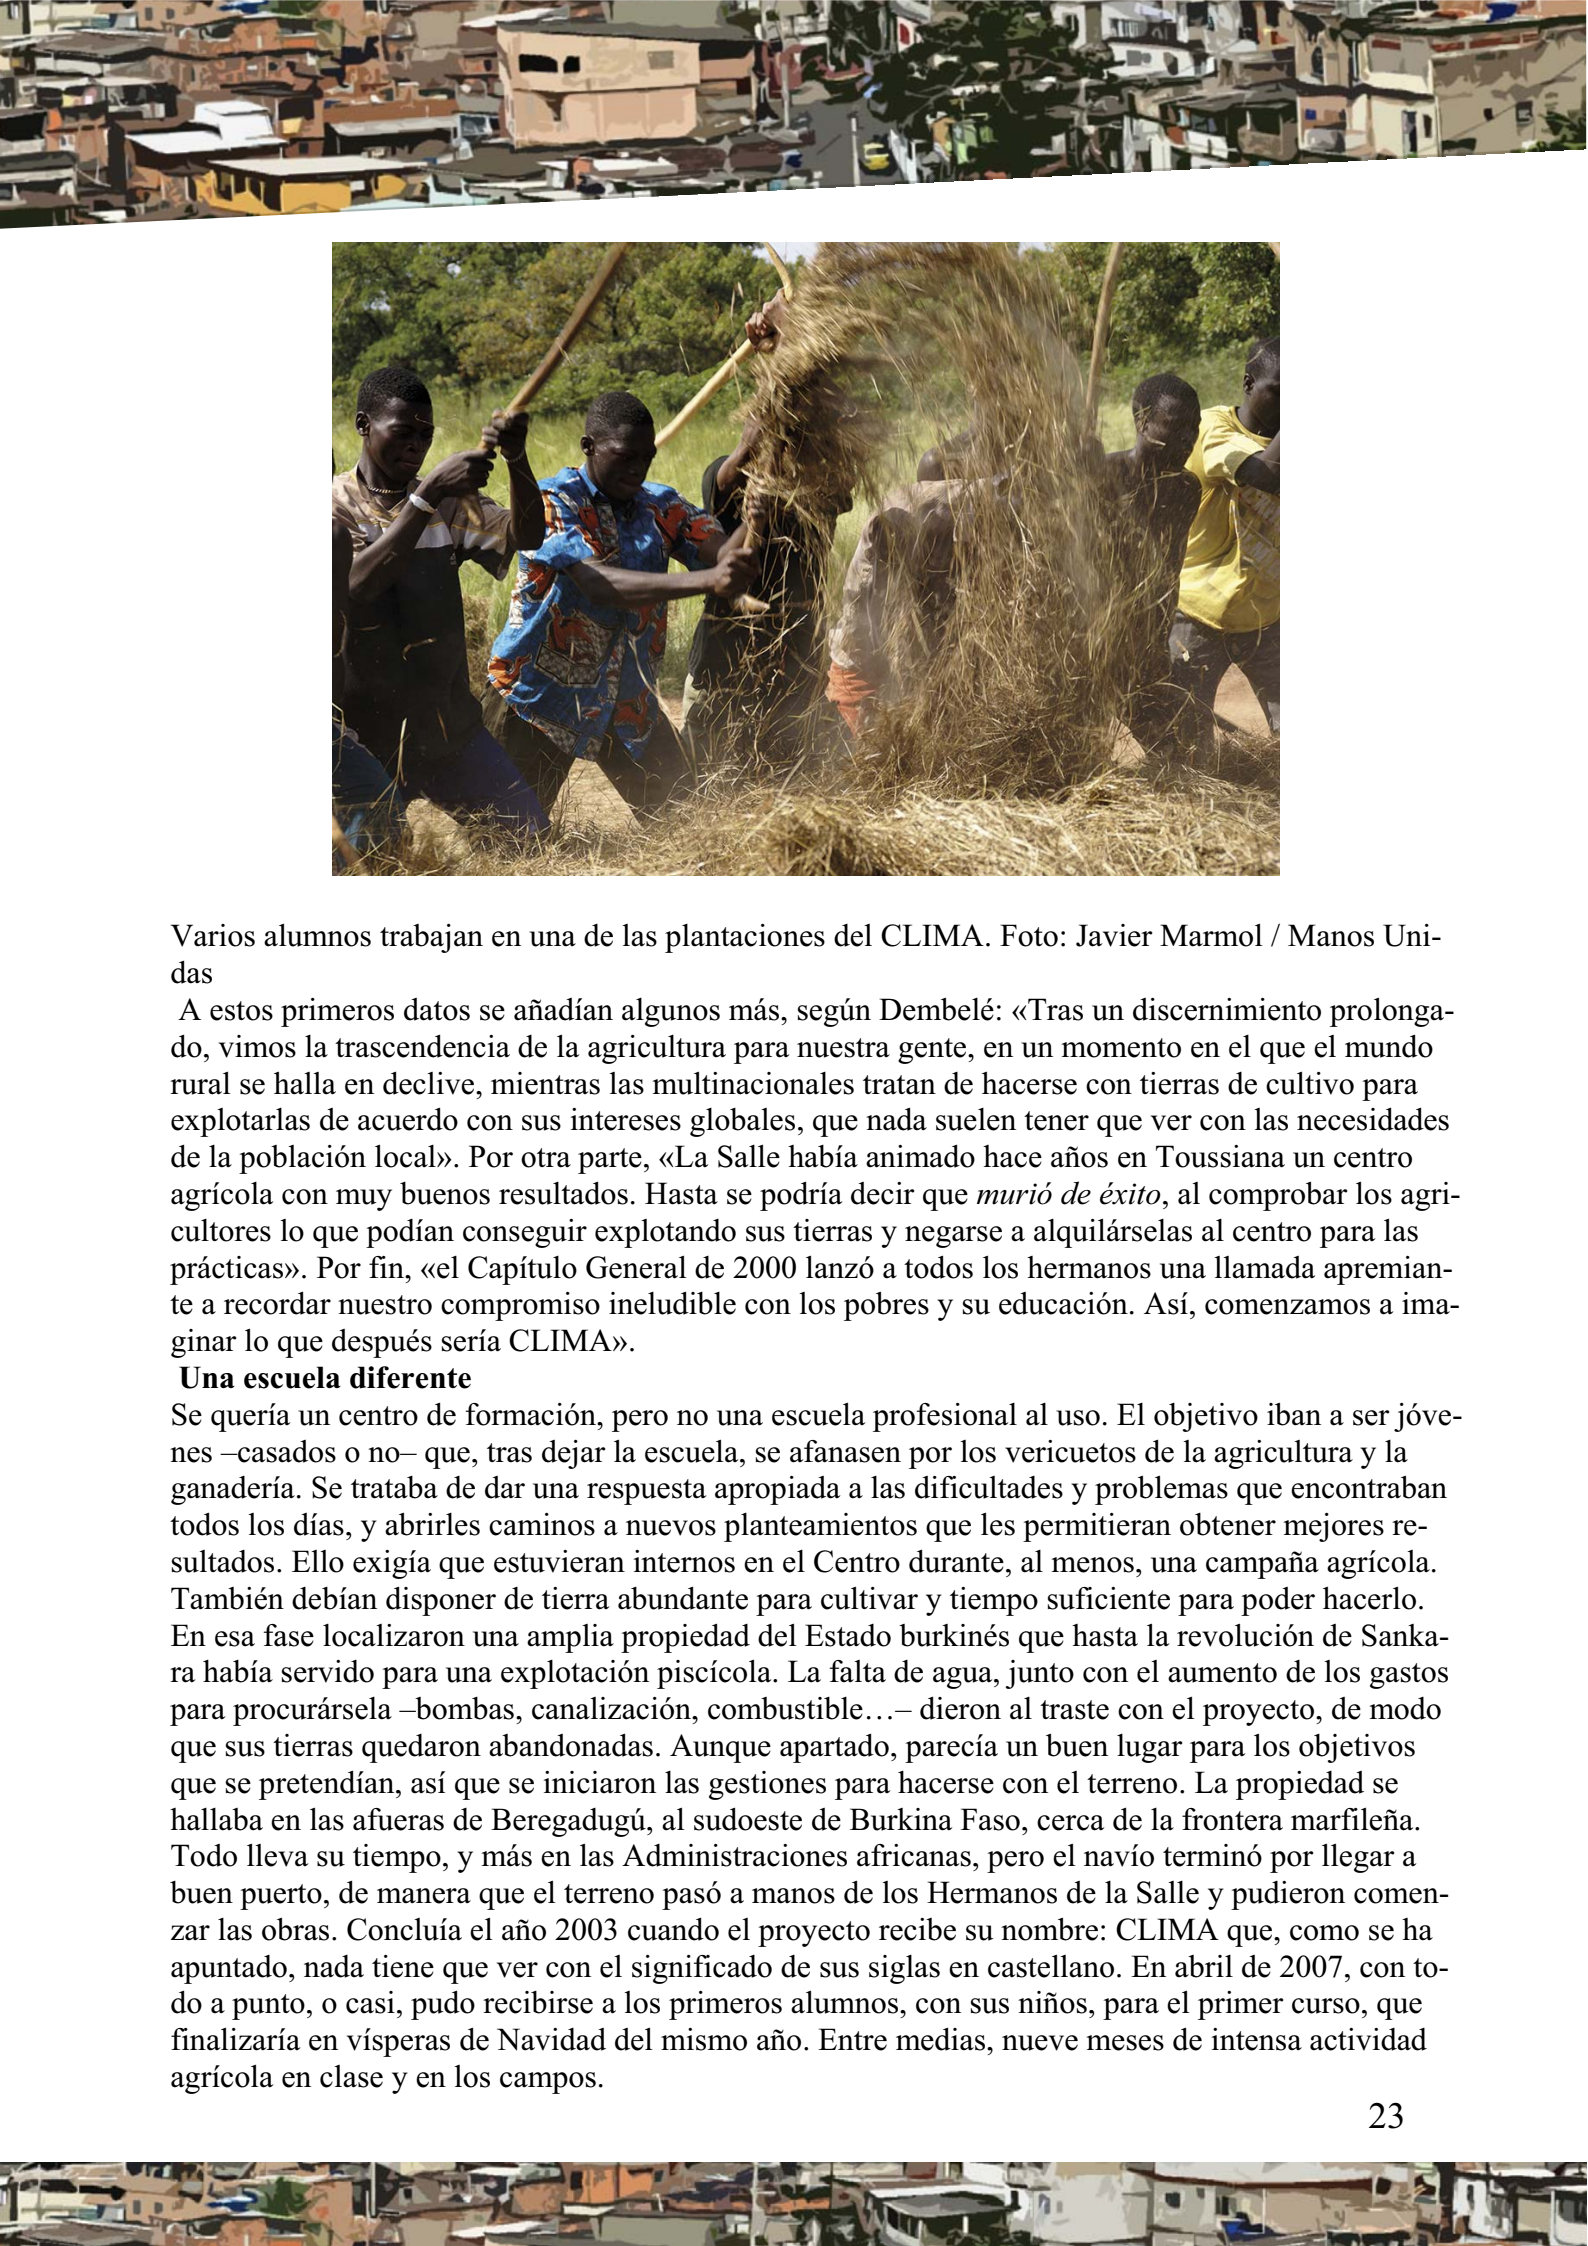 Varios alumnos trabajan en una de las plantaciones del CLIMA. Foto: Javier Marmol / Manos Uni-
das
A estos primeros datos se añadían algunos más, según Dembelé: «Tras un discernimiento prolonga-
do, vimos la trascendencia de la agricultura para nuestra gente, en un momento en el que el mundo
rural se halla en declive, mientras las multinacionales tratan de hacerse con tierras de cultivo para
explotarlas de acuerdo con sus intereses globales, que nada suelen tener que ver con las necesidades
de la población local». Por otra parte, «La Salle había animado hace años en Toussiana un centro
agrícola con muy buenos resultados. Hasta se podría decir que murió de éxito, al comprobar los agri-
cultores lo que podían conseguir explotando sus tierras y negarse a alquilárselas al centro para las
prácticas». Por fin, «el Capítulo General de 2000 lanzó a todos los hermanos una llamada apremian-
te a recordar nuestro compromiso ineludible con los pobres y su educación. Así, comenzamos a ima-
ginar lo que después sería CLIMA».
Una escuela diferente
Se quería un centro de formación, pero no una escuela profesional al uso. El objetivo iban a ser jóve-
nes –casados o no– que, tras dejar la escuela, se afanasen por los vericuetos de la agricultura y la
ganadería. Se trataba de dar una respuesta apropiada a las dificultades y problemas que encontraban
todos los días, y abrirles caminos a nuevos planteamientos que les permitieran obtener mejores re-
sultados. Ello exigía que estuvieran internos en el Centro durante, al menos, una campaña agrícola.
También debían disponer de tierra abundante para cultivar y tiempo suficiente para poder hacerlo.
En esa fase localizaron una amplia propiedad del Estado burkinés que hasta la revolución de Sanka-
ra había servido para una explotación piscícola. La falta de agua, junto con el aumento de los gastos
para procurársela –bombas, canalización, combustible…– dieron al traste con el proyecto, de modo
que sus tierras quedaron abandonadas. Aunque apartado, parecía un buen lugar para los objetivos
que se pretendían, así que se iniciaron las gestiones para hacerse con el terreno. La propiedad se
hallaba en las afueras de Beregadugú, al sudoeste de Burkina Faso, cerca de la frontera marfileña.
Todo lleva su tiempo, y más en las Administraciones africanas, pero el navío terminó por llegar a
buen puerto, de manera que el terreno pasó a manos de los Hermanos de la Salle y pudieron comen-
zar las obras. Concluía el año 2003 cuando el proyecto recibe su nombre: CLIMA que, como se ha
apuntado, nada tiene que ver con el significado de sus siglas en castellano. En abril de 2007, con to-
do a punto, o casi, pudo recibirse a los primeros alumnos, con sus niños, para el primer curso, que
finalizaría en vísperas de Navidad del mismo año. Entre medias, nueve meses de intensa actividad
agrícola en clase y en los campos.
23